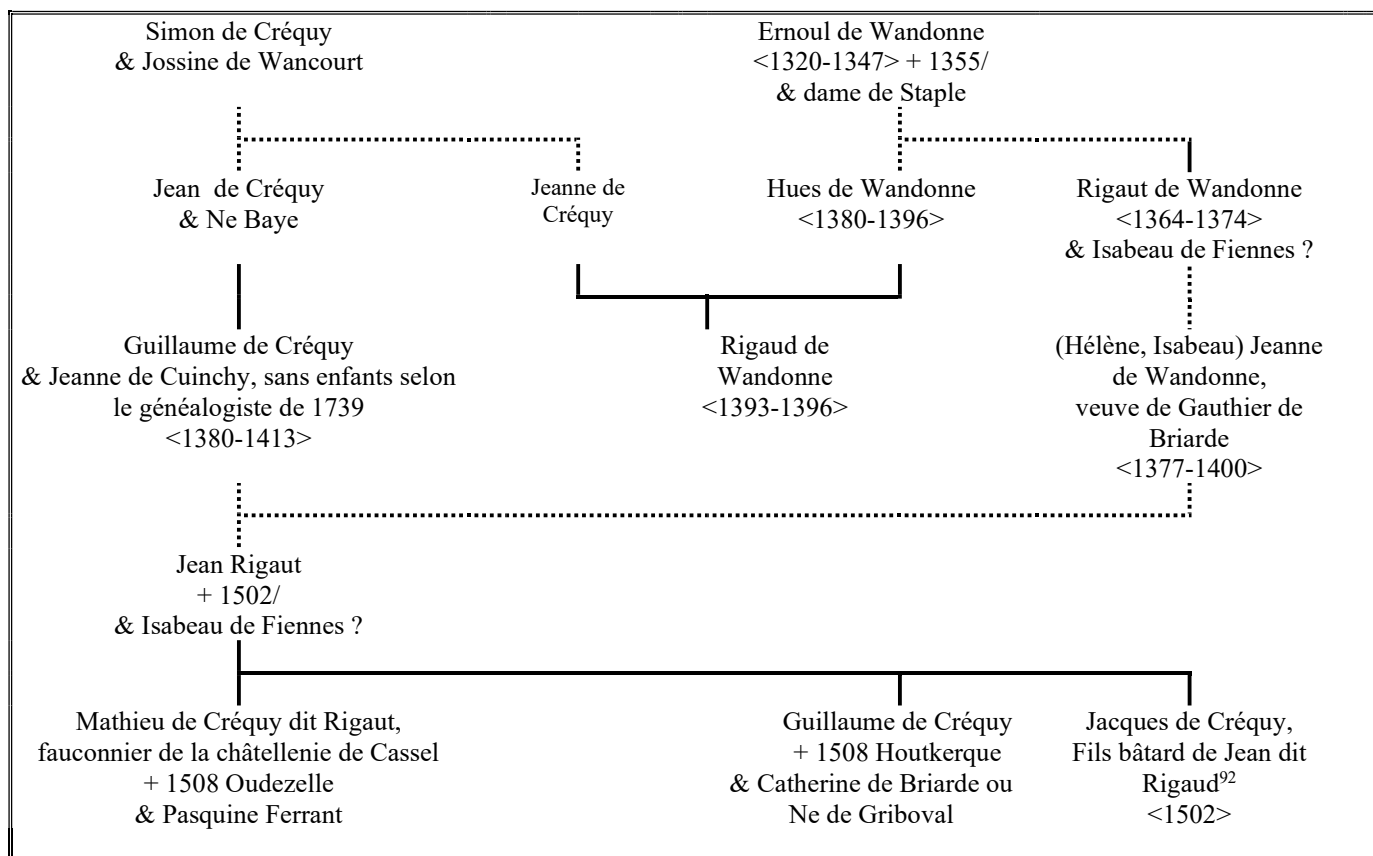 Simon de Créquy
& Jossine de Wancourt
Ernoul de Wandonne
<1320-1347> + 1355/
& dame de Staple
Jean  de Créquy
& Ne Baye
Jeanne de
Créquy
Hues de Wandonne
<1380-1396>
Rigaut de Wandonne
<1364-1374>
& Isabeau de Fiennes ?
Guillaume de Créquy
& Jeanne de Cuinchy, sans enfants selon
le généalogiste de 1739
<1380-1413>
Rigaud de
Wandonne
<1393-1396>
(Hélène, Isabeau) Jeanne
de Wandonne,
veuve de Gauthier de
Briarde
<1377-1400>
Jean Rigaut
+ 1502/
& Isabeau de Fiennes ?
Mathieu de Créquy dit Rigaut,
fauconnier de la châtellenie de Cassel
+ 1508 Oudezelle
& Pasquine Ferrant
Guillaume de Créquy
+ 1508 Houtkerque
& Catherine de Briarde ou
Ne de Griboval
Jacques de Créquy,
Fils bâtard de Jean dit
Rigaud92
<1502>